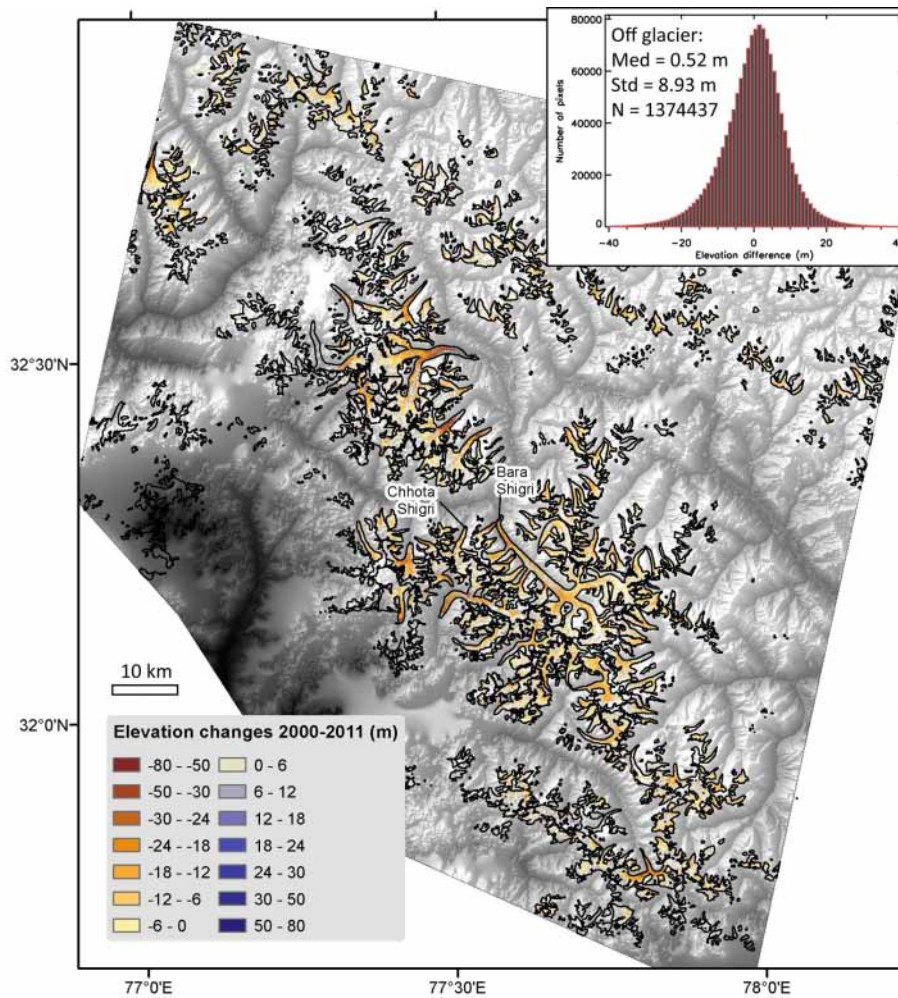 80000
60000
40000
20000
0
Number of pixels
Off glacier:
Med = 0.52 m
Std = 8.93 m
N = 1374437
-40 -20 0 20 40
Elevation difference (m)
32°30'N
Bara
Shigri
Chhota
Shigri
10 km
32°0'N
Elevation changes 2000-2011 (m)
-80 - -50 0 - 6
-50 - -30 6 - 12
-30 - -24 12 - 18
-24 - -18 18 - 24
-18 - -12 24 - 30
-12 - -6 30 - 50
-6 - 0 50 - 80
77°0'E 77°30'E 78°0'E